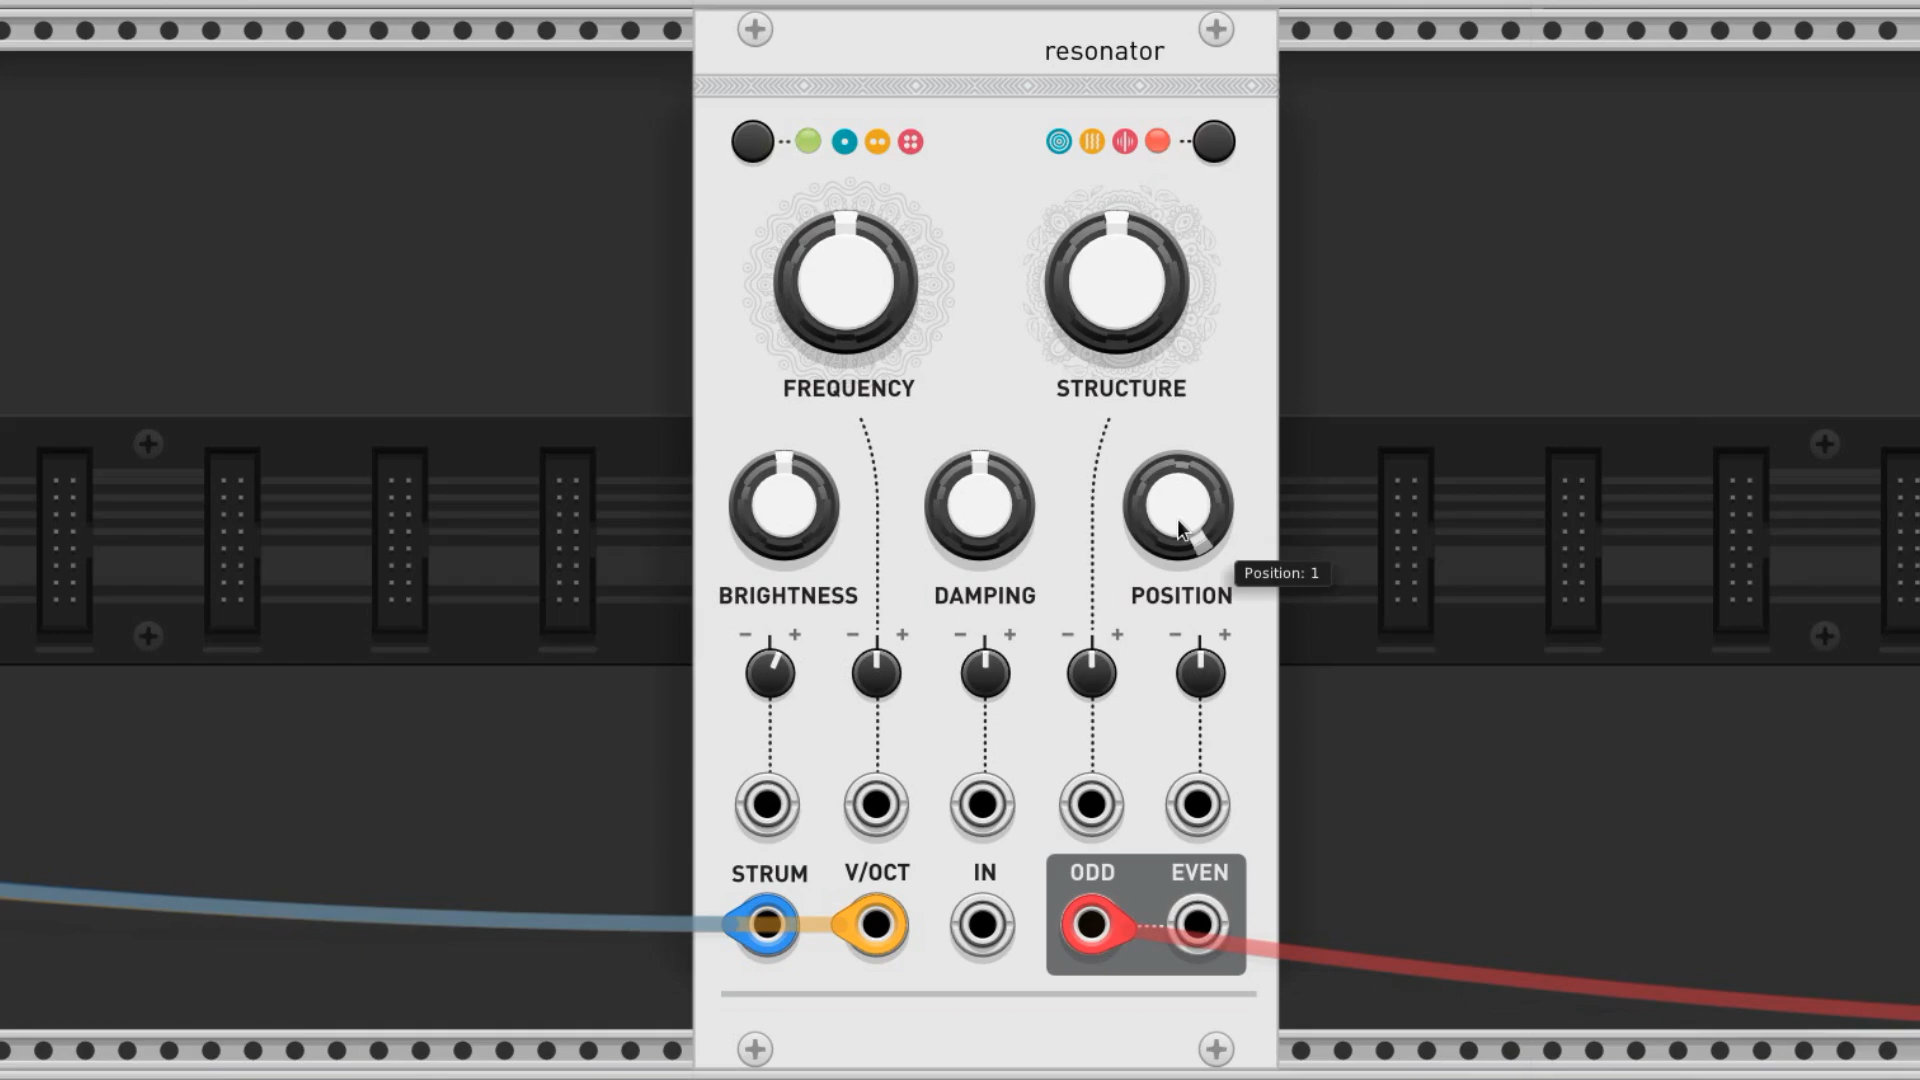 resonator
FREQUENCY
STRUCTURE
Position: 1
BRIGHTNESS
DAMPING
POSITION
− +
− +
− +
− +
− +
STRUM
V/OCT
IN
ODD
EVEN